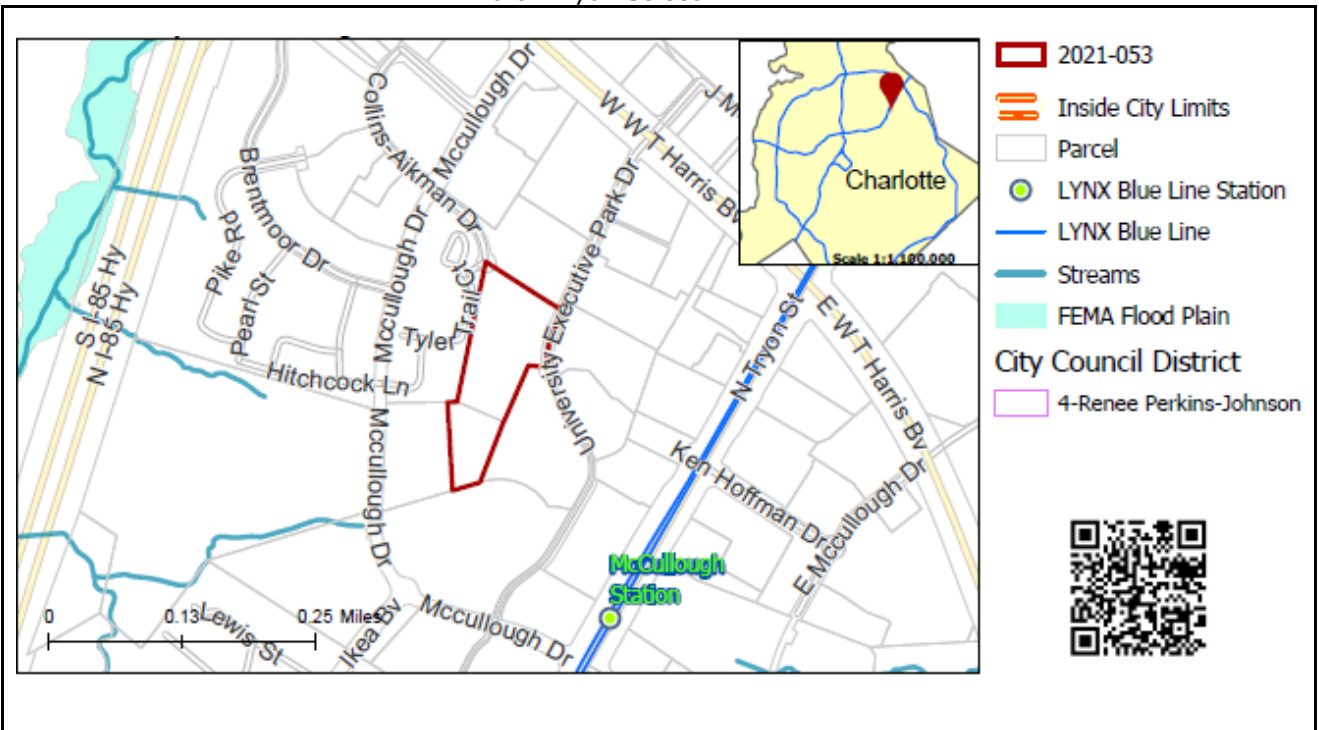 Collins-Aikman Dr
Mccullough Dr
W W T Harris Bv
J M
Brentmoor Dr
Pike Rd
Pearl St
Mccullough Dr
University Executive Park Dr
S I-85 Hy
N I-85 Hy
Tyler Trail Ct
Hitchcock Ln
Mccullough Dr
University
N Tryon St
E W T Harris Bv
Ken Hoffman Dr
E Mccullough Dr
McCullough
Station
0 0.13 0.25 Miles
Lewis St
Ikea Bv
Mccullough Dr
Charlotte
Scale 1:1,100,000
2021-053
Inside City Limits
Parcel
LYNX Blue Line Station
LYNX Blue Line
Streams
FEMA Flood Plain
City Council District
4-Renee Perkins-Johnson